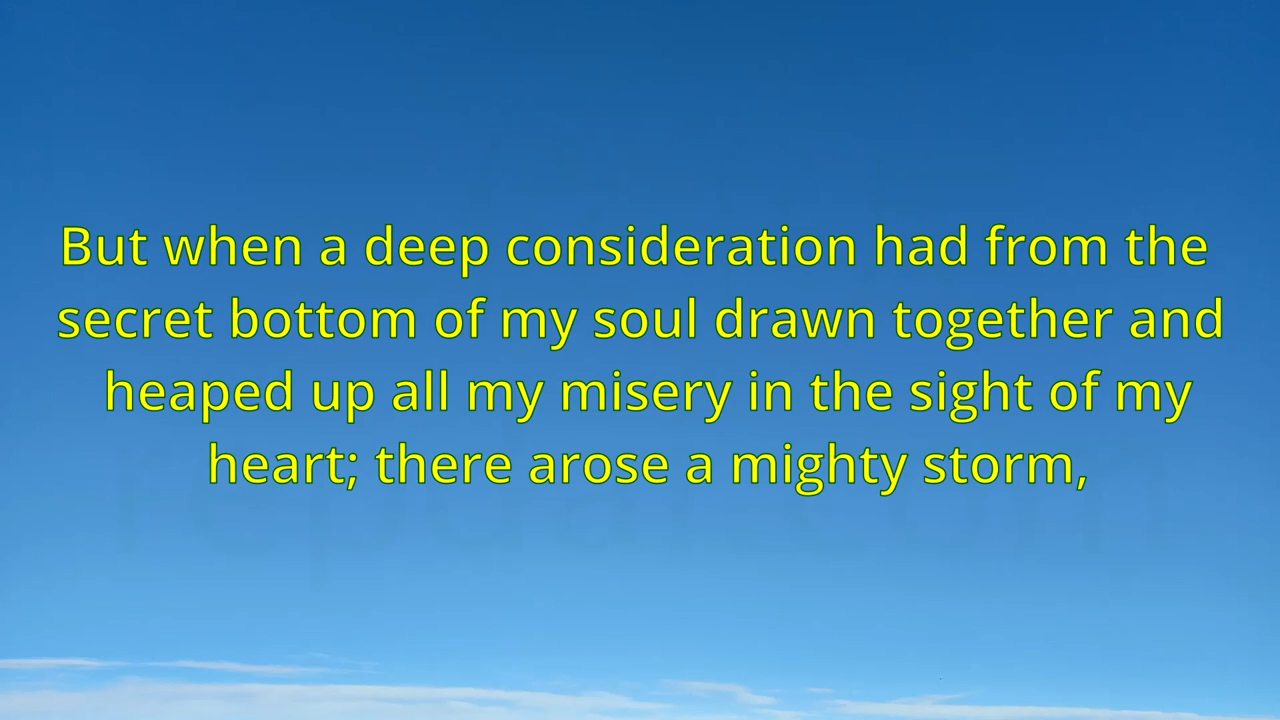 But when a deep consideration had from the
secret bottom of my soul drawn together and
heaped up all my misery in the sight of my
heart; there arose a mighty storm,